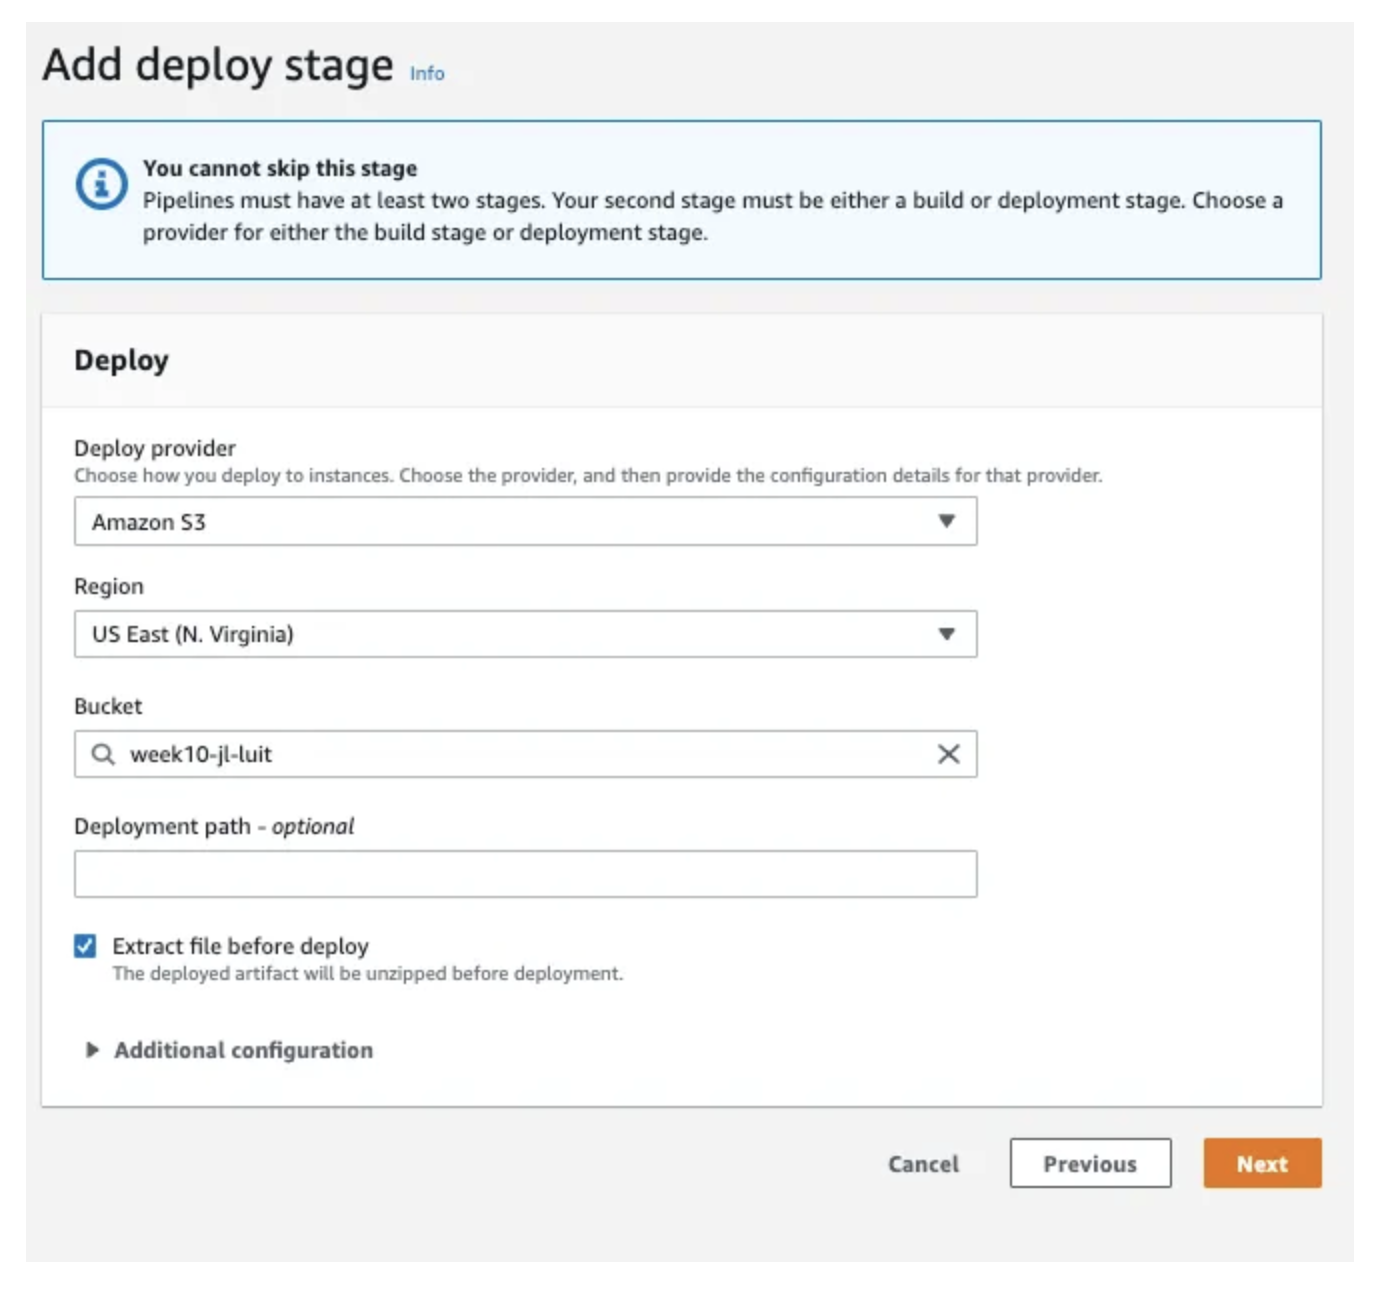 Add deploy stage Info
You cannot skip this stage
Pipelines must have at least two stages. Your second stage must be either a build or deployment stage. Choose a
provider for either the build stage or deployment stage.
Deploy
Deploy provider
Choose how you deploy to instances. Choose the provider, and then provide the configuration details for that provider.
Amazon S3
Region
US East (N. Virginia)
Bucket
week10-jl-luit
Deployment path - optional
Extract file before deploy
The deployed artifact will be unzipped before deployment.
Additional configuration
Cancel Previous Next